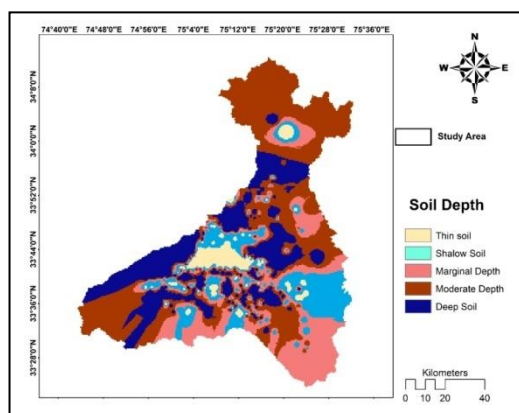 74°40'0"E 74°48'0"E 74°56'0"E 75°4'0"E 75°12'0"E 75°20'0"E 75°28'0"E 75°36'0"E
34°8'0"N
34°0'0"N
33°52'0"N
33°44'0"N
33°36'0"N
33°28'0"N
N
W E
S
Study Area
Soil Depth
Thin soil
Shalow Soil
Marginal Depth
Moderate Depth
Deep Soil
Kilometers
0 5 10 20 40